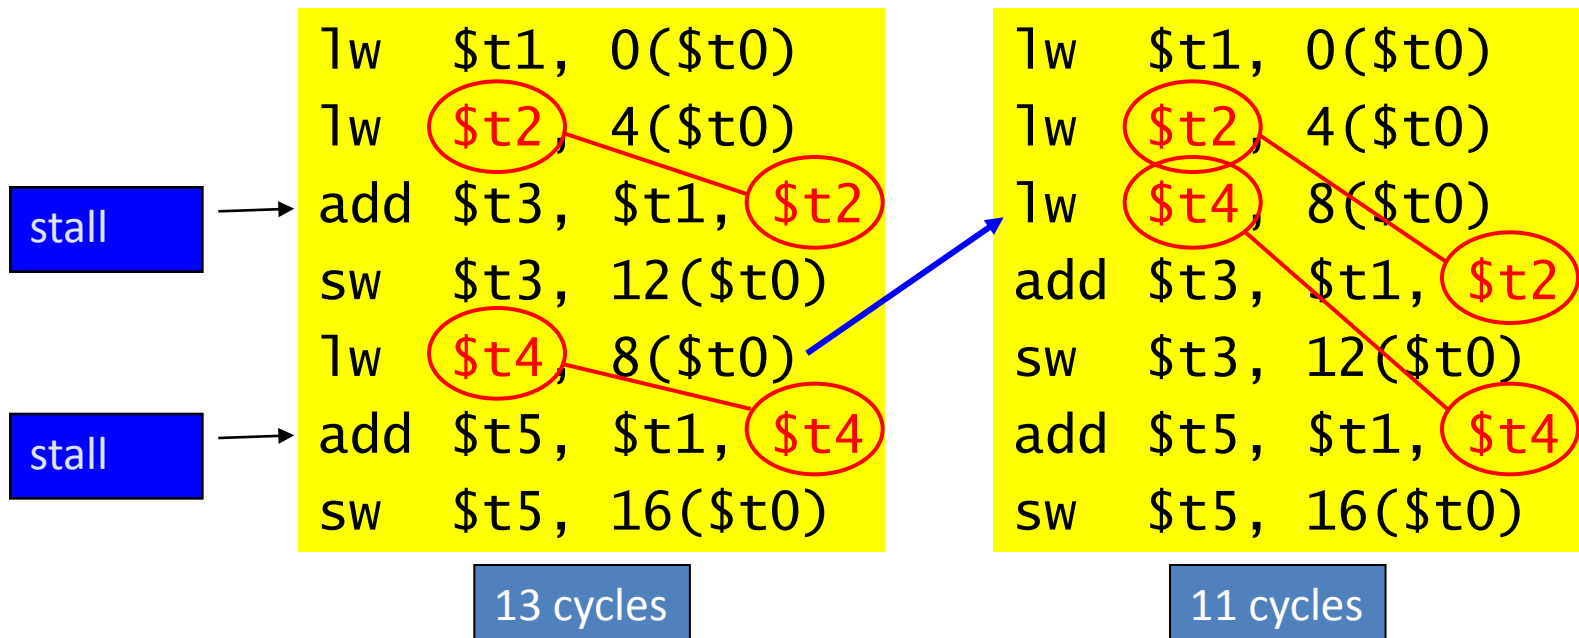 lw $t1, 0($t0)
lw $t2, 4($t0)
stall
add $t3, $t1, $t2
sw $t3, 12($t0)
lw $t4, 8($t0)
stall
add $t5, $t1, $t4
sw $t5, 16($t0)
13 cycles
lw $t1, 0($t0)
lw $t2, 4($t0)
lw $t4, 8($t0)
add $t3, $t1, $t2
sw $t3, 12($t0)
add $t5, $t1, $t4
sw $t5, 16($t0)
11 cycles